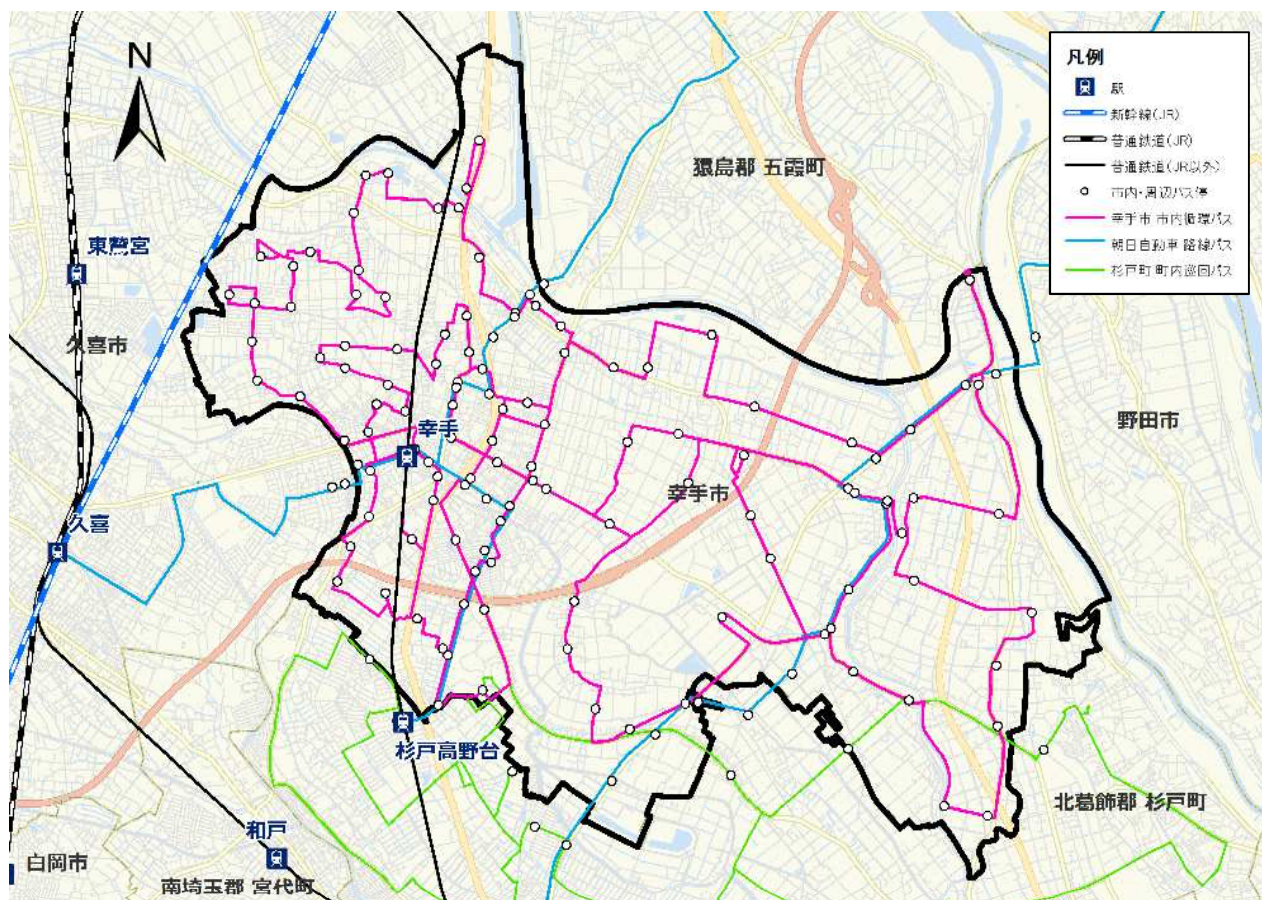 N
凡例
駅
新幹線(JR)
普通鉄道(JR)
普通鉄道(JR以外)
市内・周辺バス停
幸手市 市内循環バス
朝日自動車 路線バス
杉戸町 町内巡回バス
猿島郡 五霞町
東鷲宮
久喜市
野田市
幸手
幸手市
久喜
杉戸高野台
北葛飾郡 杉戸町
和戸
白岡市
南埼玉郡 宮代町